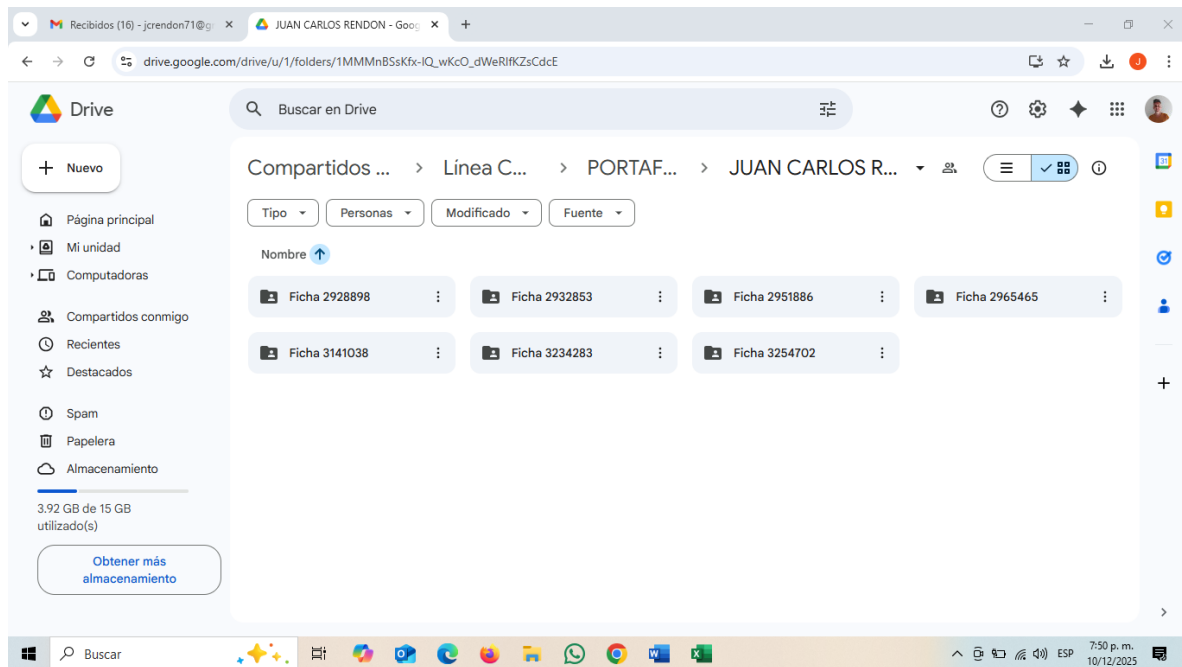 Recibidos (16) - jcrendon71@g
JUAN CARLOS RENDON - Goog
drive.google.com/drive/u/1/folders/1MMMnBSsKfx-IQ_wKcO_dWeRlfKZsCdcE
J
Drive
Buscar en Drive
Nuevo
Compartidos ... > Línea C... > PORTAF... > JUAN CARLOS R...
31
Tipo Personas Modificado Fuente
Página principal
Mi unidad
Computadoras
Nombre
Ficha 2928898 Ficha 2932853 Ficha 2951886 Ficha 2965465
Compartidos conmigo
Recientes
Destacados
Ficha 3141038 Ficha 3234283 Ficha 3254702
Spam
Papelera
Almacenamiento
3.92 GB de 15 GB
utilizado(s)
Obtener más
almacenamiento
Buscar
ESP
7:50 p. m.
10/12/2025